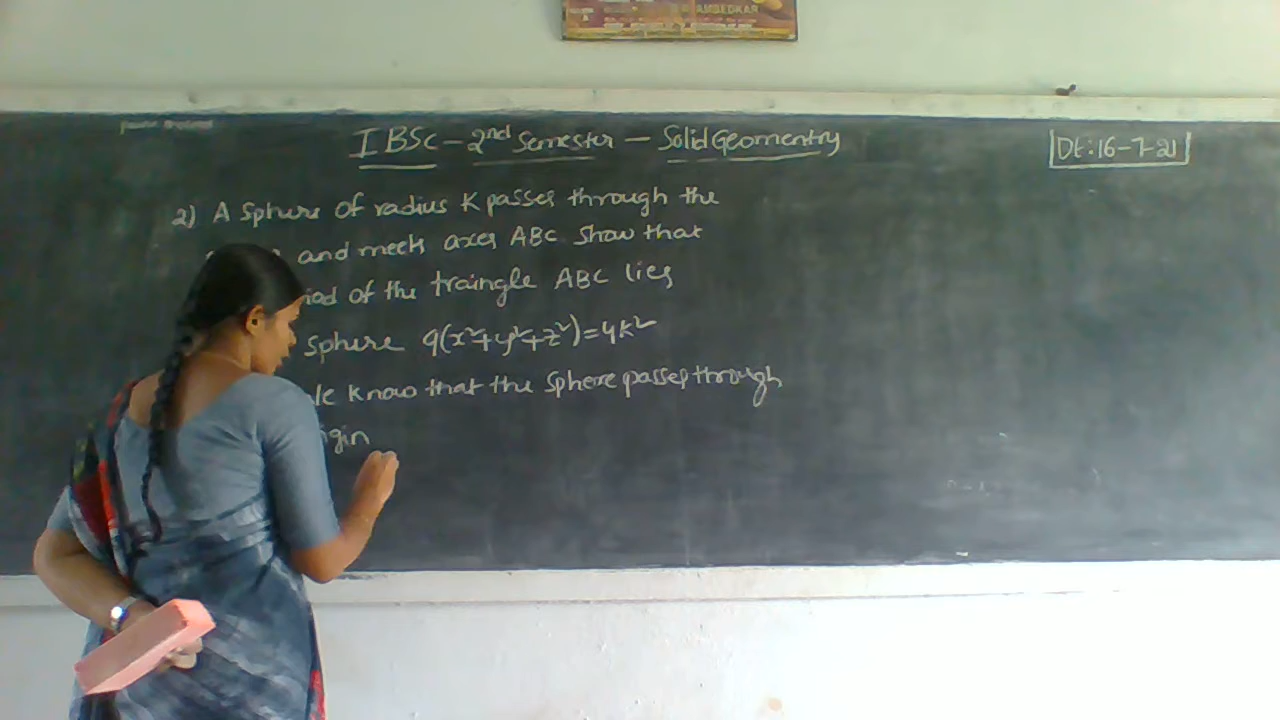 AMBEDKAR
I BSc - 2nd Semester - Solid Geomentry
Dt: 16-7-21
2) A Sphere of radius K passes through the
and meets axes ABC Show that
of the traingle ABC lies
Sphere 9(x²+y²+z²)=4k²
know that the Sphere passes through